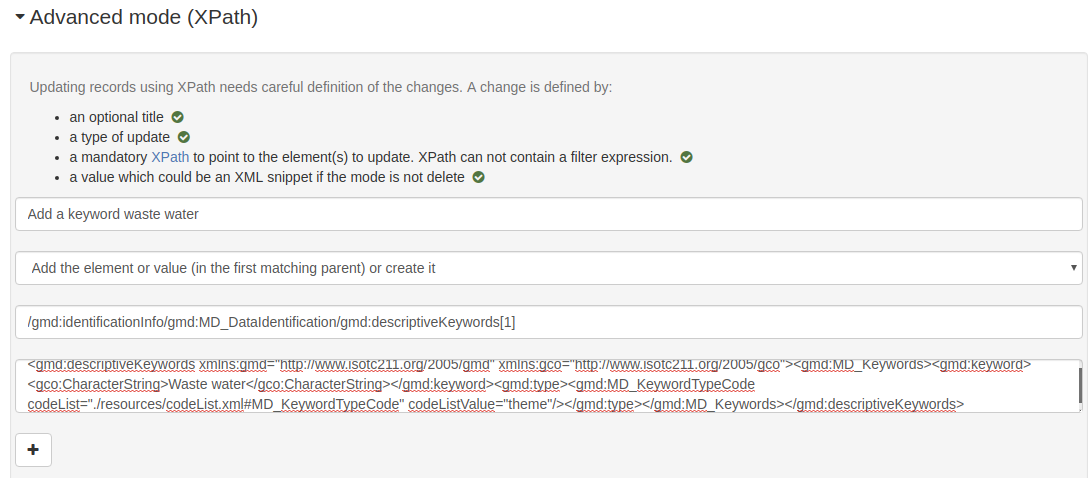 Advanced mode (XPath)
Updating records using XPath needs careful definition of the changes. A change is defined by:
an optional title
a type of update
a mandatory XPath to point to the element(s) to update. XPath can not contain a filter expression.
a value which could be an XML snippet if the mode is not delete
Add a keyword waste water
Add the element or value (in the first matching parent) or create it
/gmd:identificationInfo/gmd:MD_DataIdentification/gmd:descriptiveKeywords[1]
<gmd:descriptiveKeywords xmlns:gmd="http://www.isotc211.org/2005/gmd" xmlns:gco="http://www.isotc211.org/2005/gco"><gmd:MD_Keywords><gmd:keyword>
<gco:CharacterString>Waste water</gco:CharacterString></gmd:keyword><gmd:type><gmd:MD_KeywordTypeCode
codeList="./resources/codeList.xml#MD_KeywordTypeCode" codeListValue="theme"/></gmd:type></gmd:MD_Keywords></gmd:descriptiveKeywords>